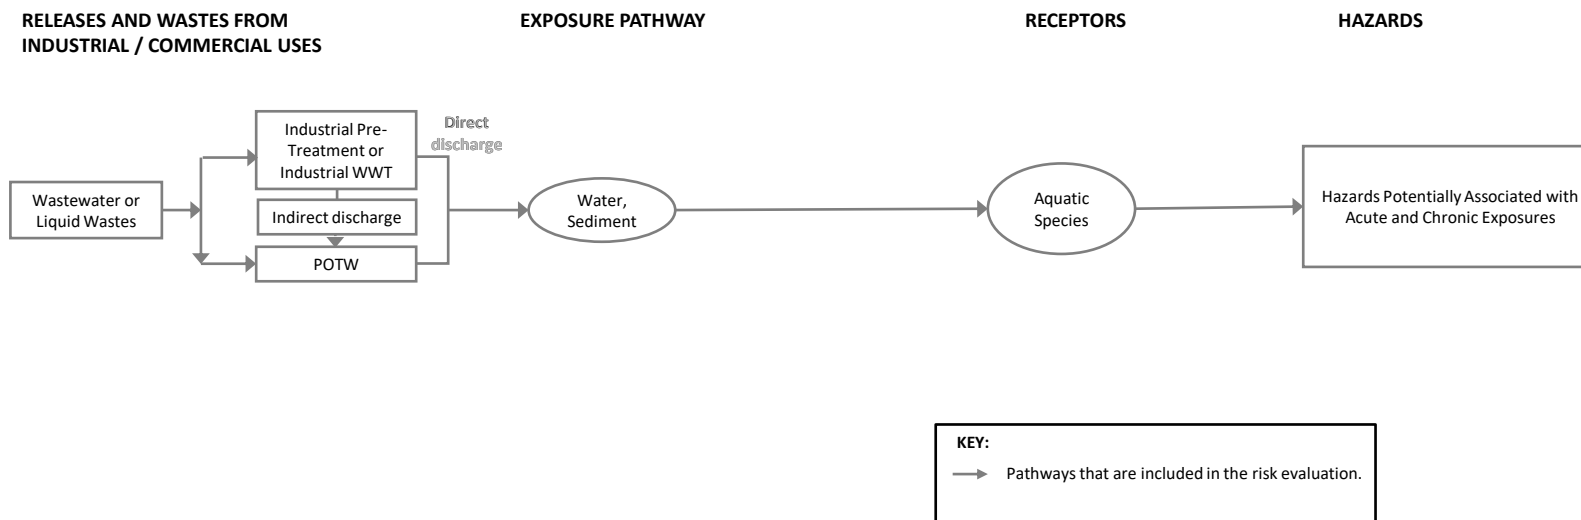 RELEASES AND WASTES FROM
INDUSTRIAL / COMMERCIAL USES
EXPOSURE PATHWAY
RECEPTORS
HAZARDS
Wastewater or
Liquid Wastes
Industrial Pre-
Treatment or
Industrial WWT
Indirect discharge
POTW
Direct
discharge
Water,
Sediment
Aquatic
Species
Hazards Potentially Associated with
Acute and Chronic Exposures
KEY:
Pathways that are included in the risk evaluation.